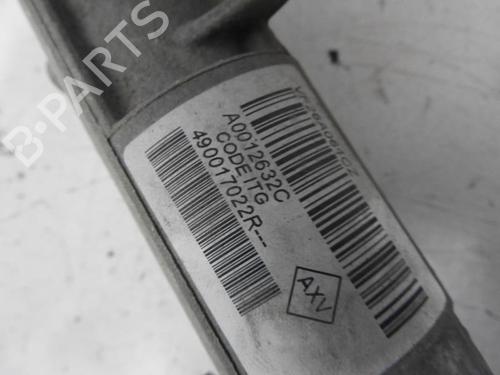 B-PARTS
A0012632C
CODE ITG
490017022R---
AXV